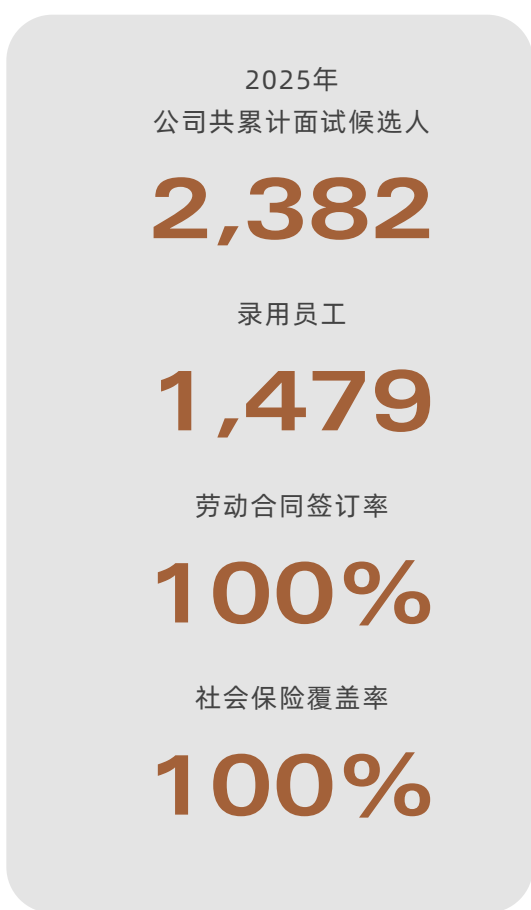 2025年
公司共累计面试候选人
2,382
录用员工
1,479
劳动合同签订率
100%
社会保险覆盖率
100%